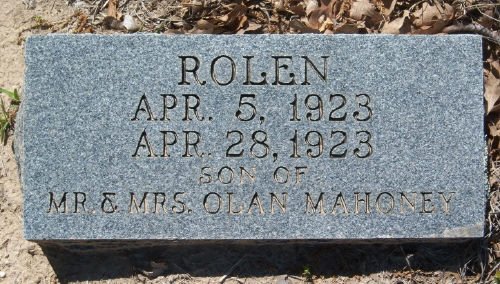 ROLEN
APR. 5, 1923
APR. 28, 1923
SON OF
MR. & MRS. OLAN MAHONEY